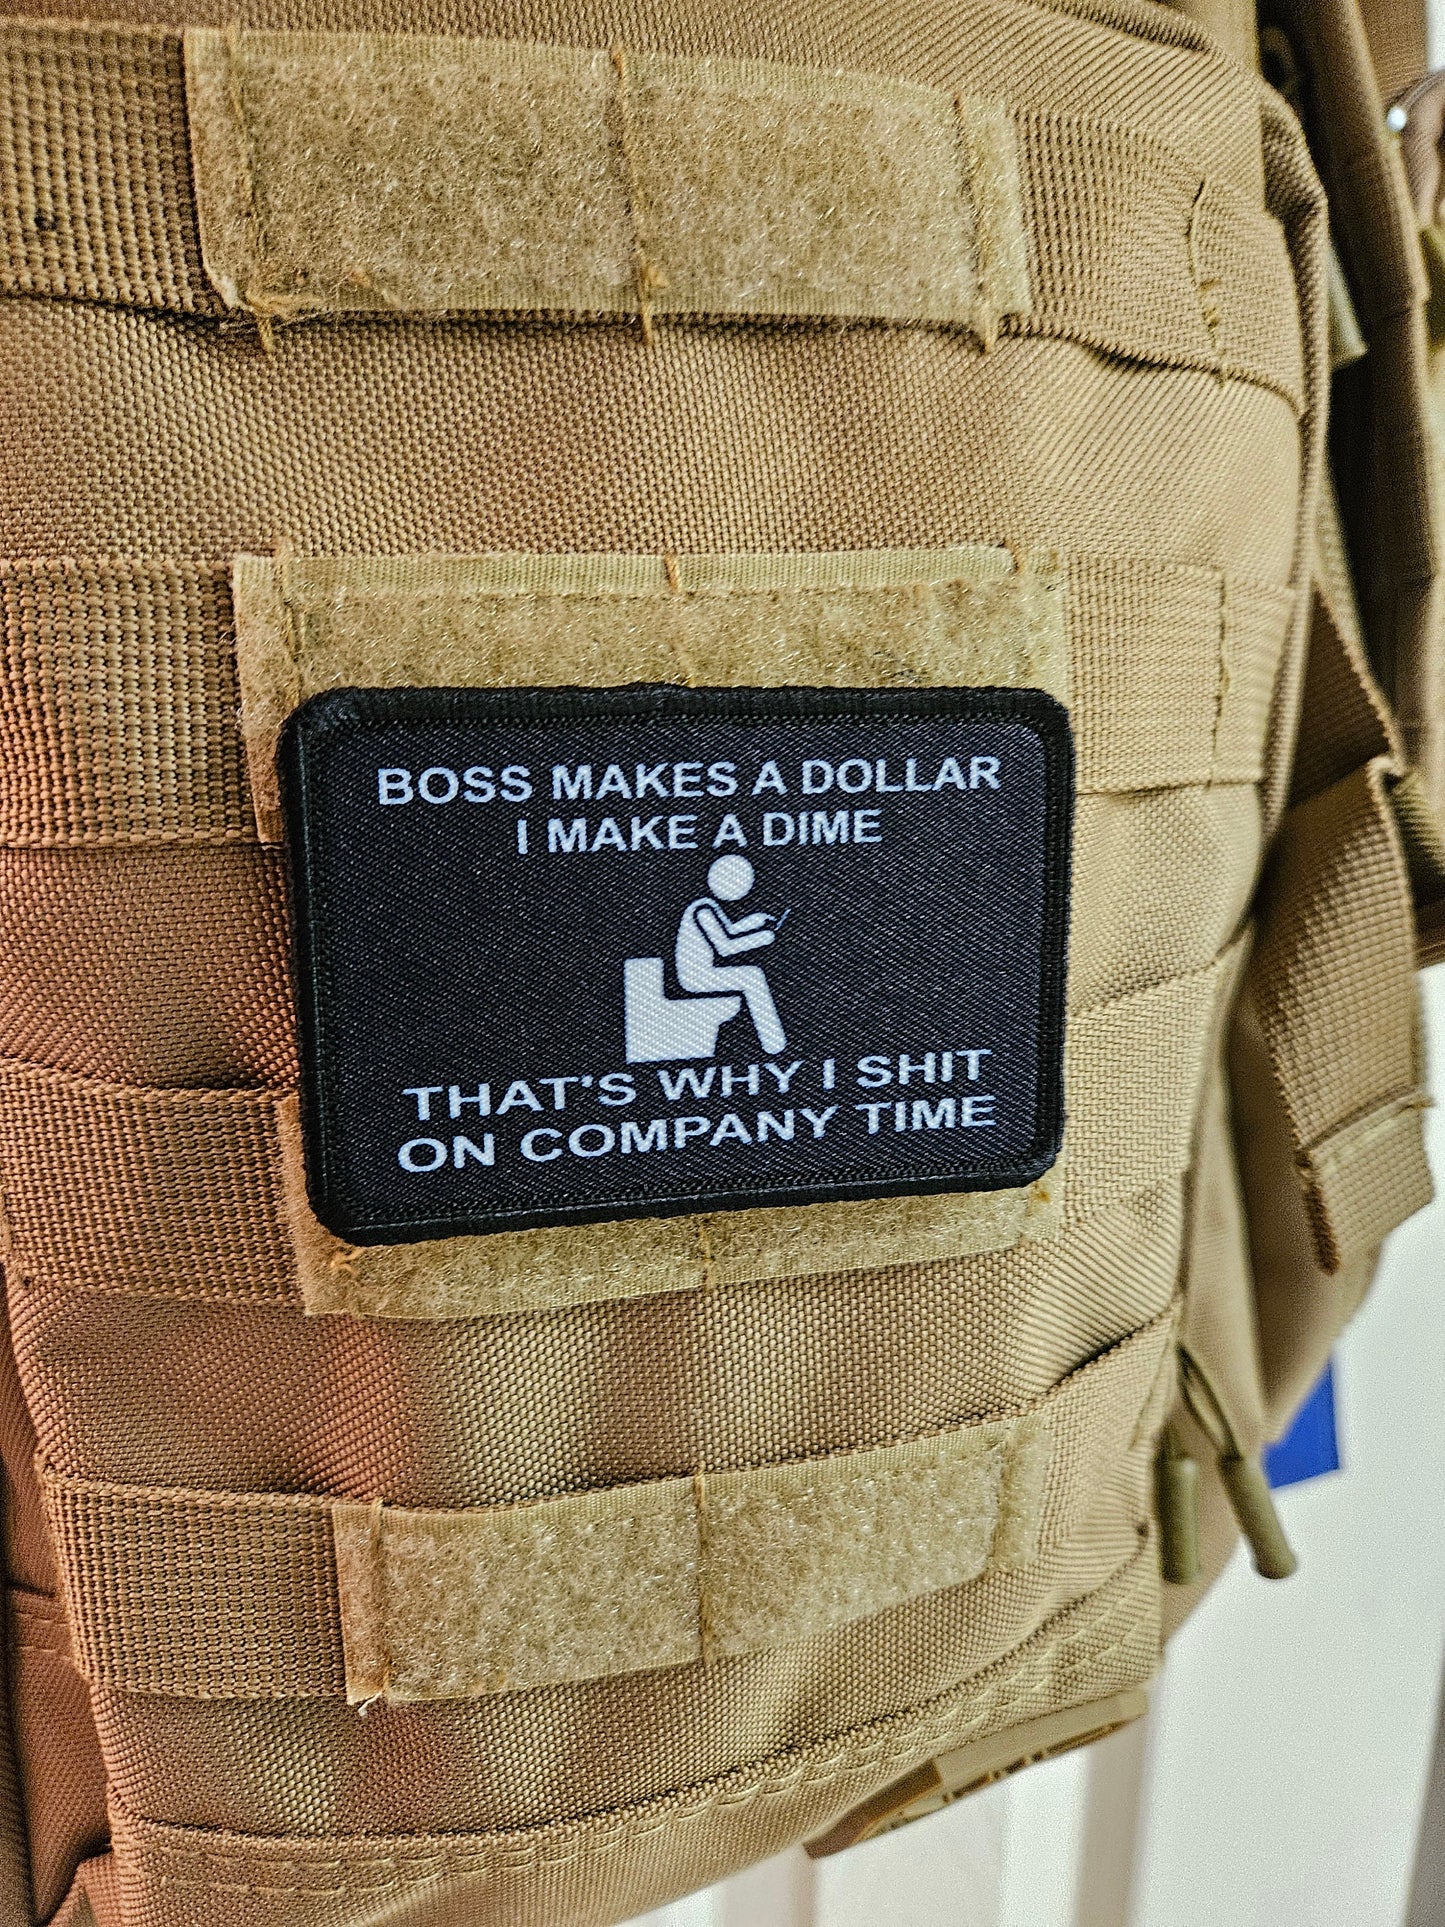 BOSS MAKES A DOLLAR
I MAKE A DIME
THAT'S WHY I SHIT
ON COMPANY TIME